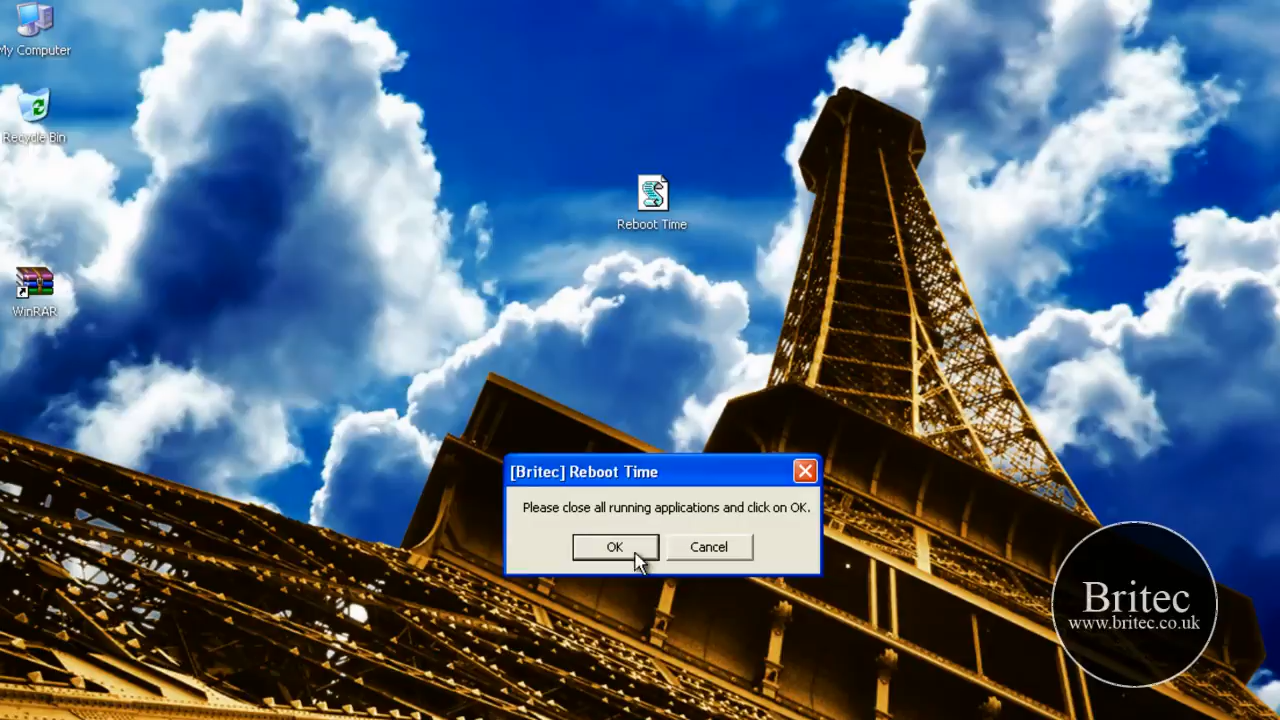 My Computer
Recycle Bin
Reboot Time
WinRAR
[Britec] Reboot Time
Please close all running applications and click on OK.
OK
Cancel
Britec
www.britec.co.uk